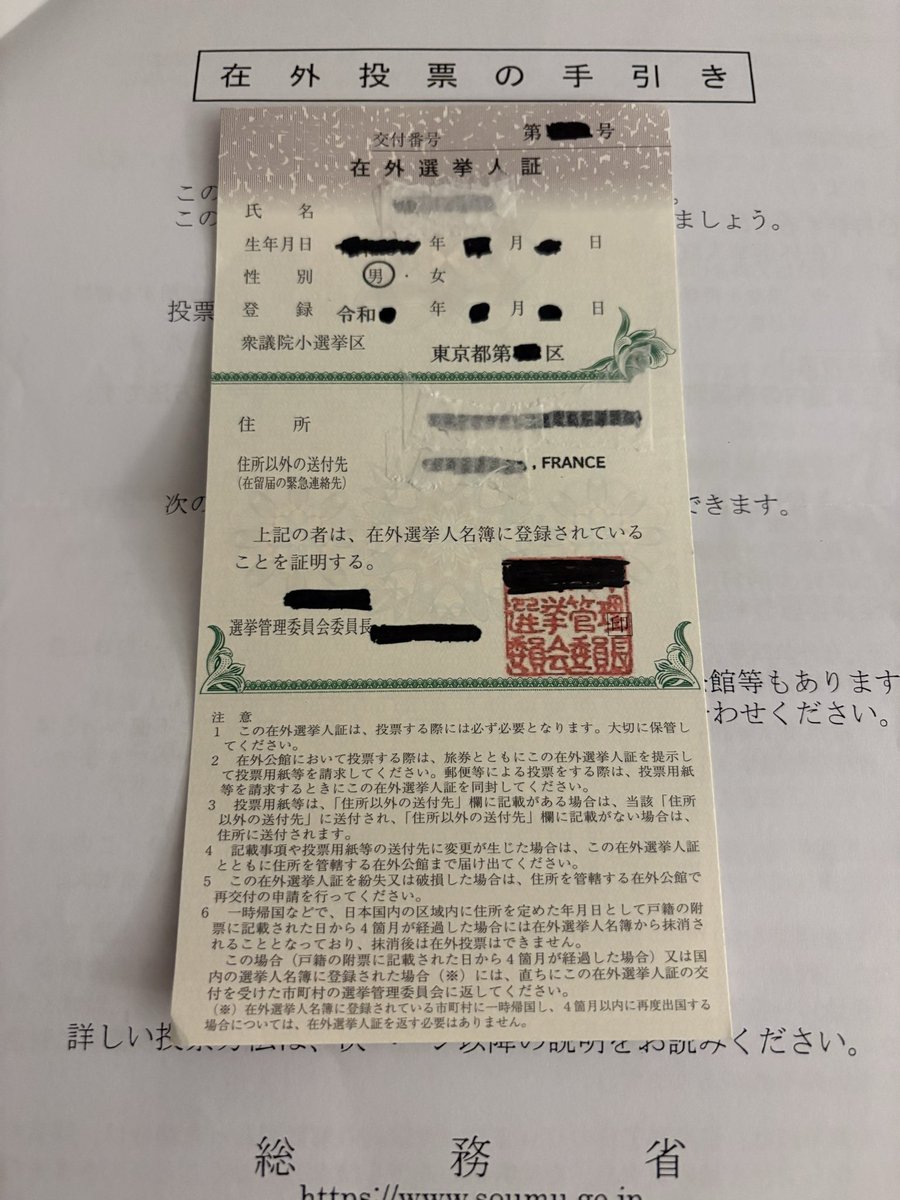 在外投票の手引き
交付番号 第 号
在外選挙人証
この
この ましょう。
氏名
生年月日 年 月 日
性別 男・女
投票
登録 令和 年 月 日
衆議院小選挙区 東京都第 区
住所
住所以外の送付先 , FRANCE
(在留届の緊急連絡先)
次の できます。
上記の者は、在外選挙人名簿に登録されている
ことを証明する。
選挙管理委員会委員長
選挙管理
委員会委員長
印
館等もあります
わせください。
注意
1 この在外選挙人証は、投票する際には必ず必要となります。大切に保管し
てください。
2 在外公館において投票する際は、旅券とともにこの在外選挙人証を提示し
て投票用紙等を請求してください。郵便等による投票をする際は、投票用紙
等を請求するときにこの在外選挙人証を同封してください。
3 投票用紙等は、「住所以外の送付先」欄に記載がある場合は、当該「住所
以外の送付先」に送付され、「住所以外の送付先」欄に記載がない場合は、
住所に送付されます。
4 記載事項や投票用紙等の送付先に変更が生じた場合は、この在外選挙人証
とともに住所を管轄する在外公館まで届け出てください。
5 この在外選挙人証を紛失又は破損した場合は、住所を管轄する在外公館で
再交付の申請を行ってください。
6 一時帰国などで、日本国内の区域内に住所を定めた年月日として戸籍の附
票に記載された日から4箇月が経過した場合には在外選挙人名簿から抹消さ
れることとなっており、抹消後は在外投票はできません。
この場合(戸籍の附票に記載された日から4箇月が経過した場合)又は国
内の選挙人名簿に登録された場合(※)には、直ちにこの在外選挙人証の交
付を受けた市町村の選挙管理委員会に返してください。
(※)在外選挙人名簿に登録されている市町村に一時帰国し、4箇月以内に再度出国する
場合については、在外選挙人証を返す必要はありません。
詳しい投票方法は、次ページ以降の説明をお読みください。
総務省
https://www.soumu.go.jp